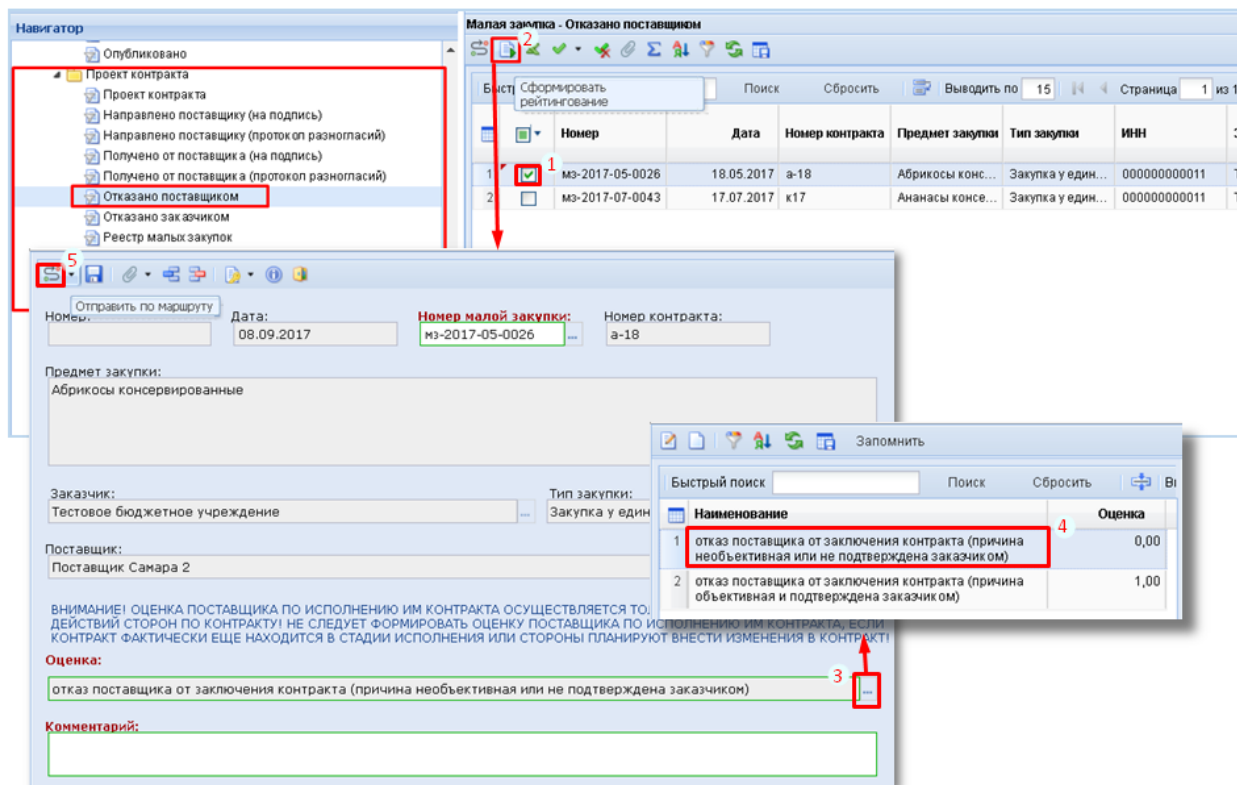 Навигатор
Опубликовано
Проект контракта
Проект контракта
Направлено поставщику (на подпись)
Направлено поставщику (протокол разногласий)
Получено от поставщика (на подпись)
Получено от поставщика (протокол разногласий)
Отказано поставщиком
Отказано заказчиком
Реестр малых закупок
Малая закупка - Отказано поставщиком
2
Сформировать
рейтингование
Поиск Сбросить Выводить по 15 Страница 1 из 1
Номер Дата Номер контракта Предмет закупки Тип закупки ИНН
1 1 мз-2017-05-0026 18.05.2017 а-18 Абрикосы конс... Закупка у един... 000000000011
2 мз-2017-07-0043 17.07.2017 к17 Ананасы консе... Закупка у един... 000000000011
5
Отправить по маршруту
Номер: Дата: Номер малой закупки: Номер контракта:
08.09.2017 мз-2017-05-0026 ... а-18
Предмет закупки:
Абрикосы консервированные
Заказчик: Тип закупки:
Тестовое бюджетное учреждение ... Закупка у един
Поставщик:
Поставщик Самара 2
ВНИМАНИЕ! ОЦЕНКА ПОСТАВЩИКА ПО ИСПОЛНЕНИЮ ИМ КОНТРАКТА ОСУЩЕСТВЛЯЕТСЯ
ДЕЙСТВИЙ СТОРОН ПО КОНТРАКТУ! НЕ СЛЕДУЕТ ФОРМИРОВАТЬ ОЦЕНКУ ПОСТАВЩИКА ПО ИСПОЛНЕНИЮ ИМ КОНТРАКТА, ЕСЛИ
КОНТРАКТ ФАКТИЧЕСКИ ЕЩЕ НАХОДИТСЯ В СТАДИИ ИСПОЛНЕНИЯ ИЛИ СТОРОНЫ ПЛАНИРУЮТ ВНЕСТИ ИЗМЕНЕНИЯ В КОНТРАКТ!
Оценка:
отказ поставщика от заключения контракта (причина необъективная или не подтверждена заказчиком) 3 ...
Комментарий:
Запомнить
Быстрый поиск Поиск Сбросить
Наименование Оценка
4
1 отказ поставщика от заключения контракта (причина
необъективная или не подтверждена заказчиком) 0,00
2 отказ поставщика от заключения контракта (причина
объективная и подтверждена заказчиком) 1,00